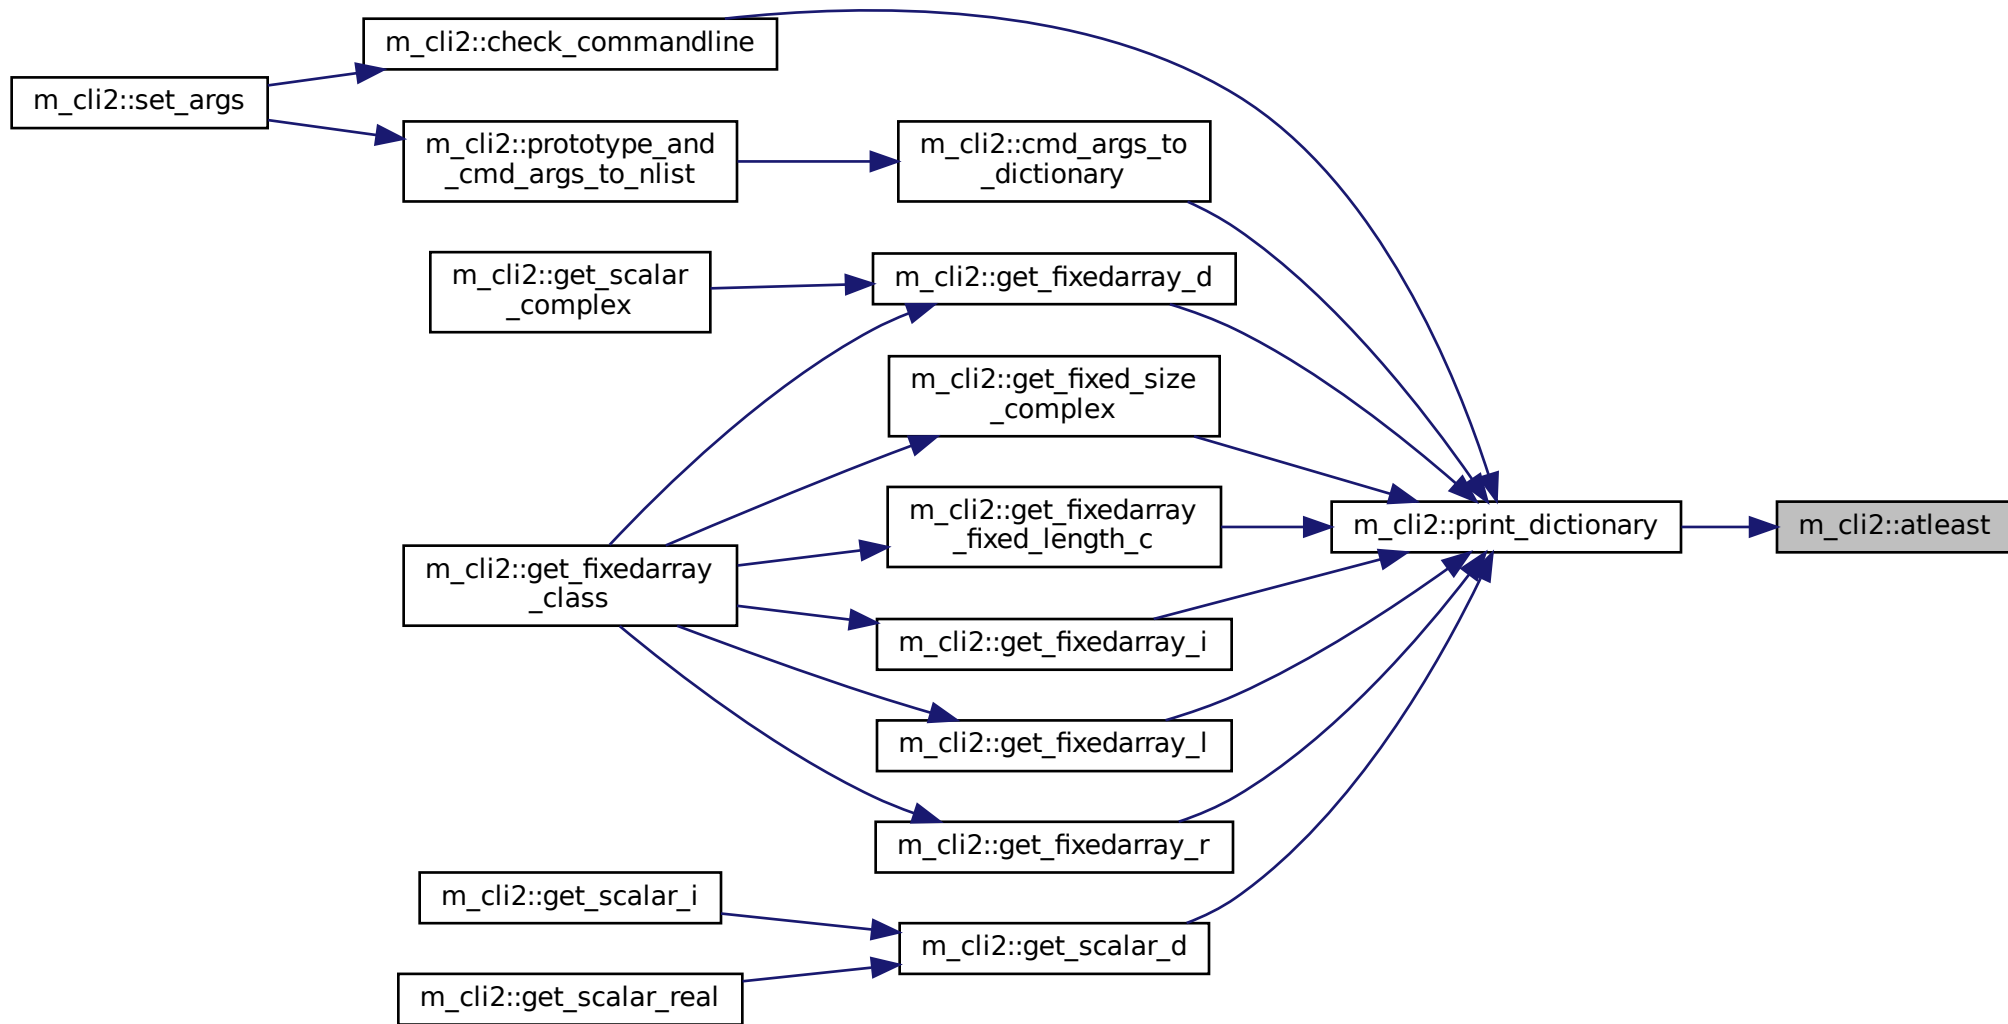 m_cli2::check_commandline
m_cli2::set_args
m_cli2::prototype_and
_cmd_args_to_nlist
m_cli2::cmd_args_to
_dictionary
m_cli2::get_scalar
_complex
m_cli2::get_fixedarray_d
m_cli2::get_fixed_size
_complex
m_cli2::get_fixedarray
_fixed_length_c
m_cli2::print_dictionary
m_cli2::atleast
m_cli2::get_fixedarray
_class
m_cli2::get_fixedarray_i
m_cli2::get_fixedarray_l
m_cli2::get_fixedarray_r
m_cli2::get_scalar_i
m_cli2::get_scalar_d
m_cli2::get_scalar_real